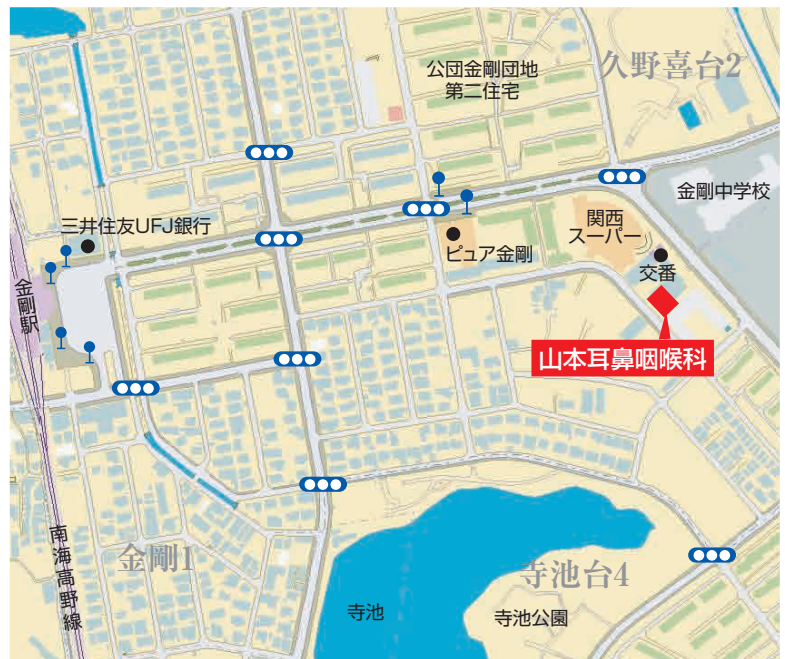 公団金剛団地
第二住宅
久野喜台2
金剛中学校
三井住友UFJ銀行
関西
スーパー
ピュア金剛
交番
金剛駅
山本耳鼻咽喉科
南海高野線
金剛1
寺池台4
寺池
寺池公園